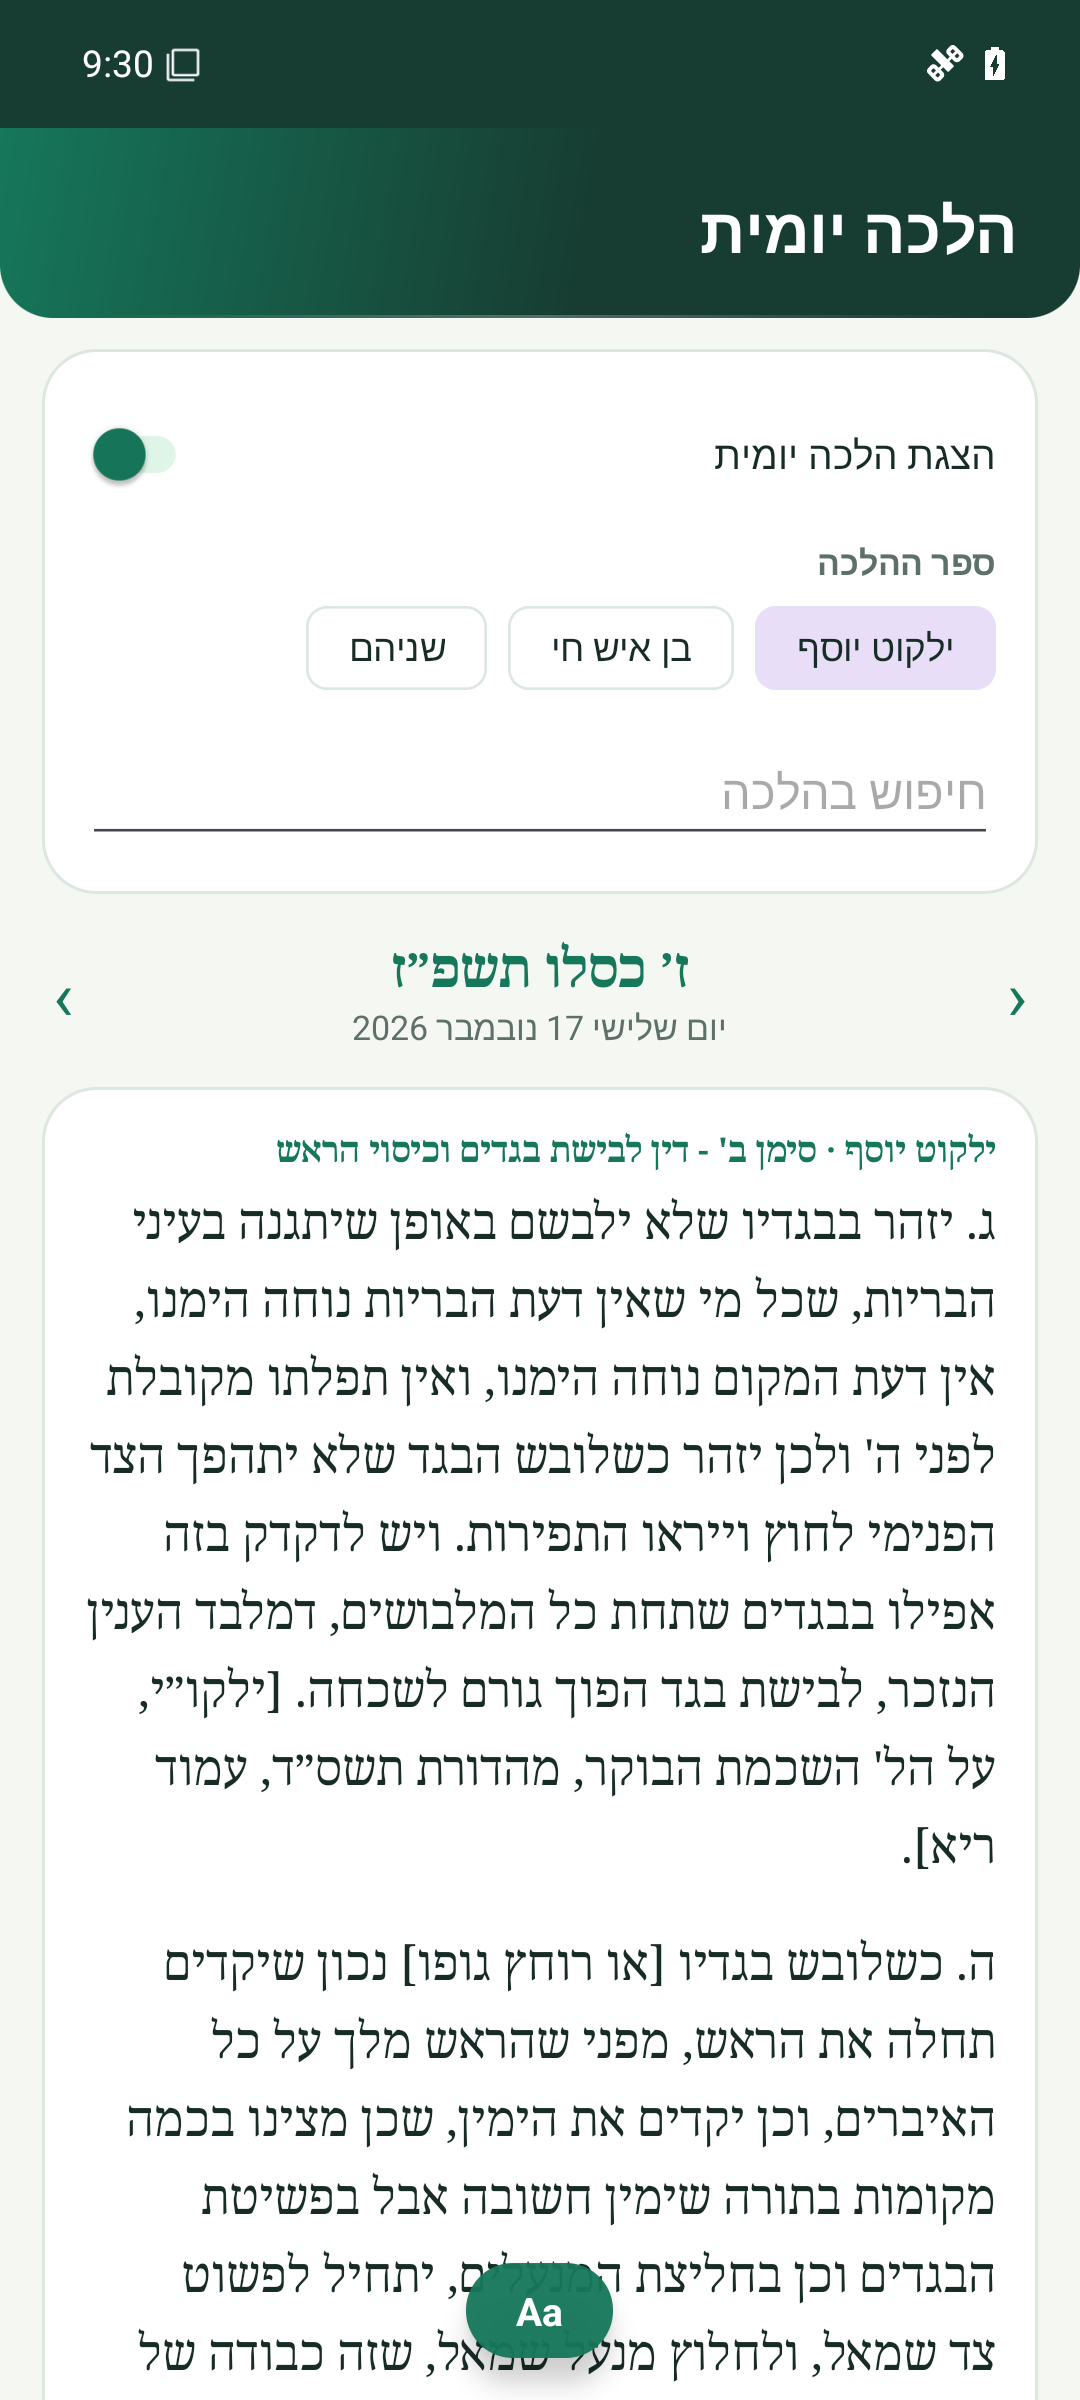 9:30
הלכה יומית
הצגת הלכה יומית
ספר ההלכה
ילקוט יוסף
בן איש חי
שניהם
חיפוש בהלכה
ז׳ כסלו תשפ״ז
יום שלישי 17 נובמבר 2026
ילקוט יוסף · סימן ב' - דין לבישת בגדים וכיסוי הראש
ג. יזהר בבגדיו שלא ילבשם באופן שיתגנה בעיני
הבריות, שכל מי שאין דעת הבריות נוחה הימנו,
אין דעת המקום נוחה הימנו, ואין תפלתו מקובלת
לפני ה' ולכן יזהר כשלובש הבגד שלא יתהפך הצד
הפנימי לחוץ וייראו התפירות. ויש לדקדק בזה
אפילו בבגדים שתחת כל המלבושים, דמלבד הענין
הנזכר, לבישת בגד הפוך גורם לשכחה. [ילקו״י,
על הל' השכמת הבוקר, מהדורת תשס״ד, עמוד
ריא].
ה. כשלובש בגדיו [או רוחץ גופו] נכון שיקדים
תחלה את הראש, מפני שהראש מלך על כל
האיברים, וכן יקדים את הימין, שכן מצינו בכמה
מקומות בתורה שימין חשובה אבל בפשיטת
הבגדים וכן בחליצת המנעלים, יתחיל לפשוט
צד שמאל, ולחלוץ מנעל שמאל, שזה כבודה של
Aa